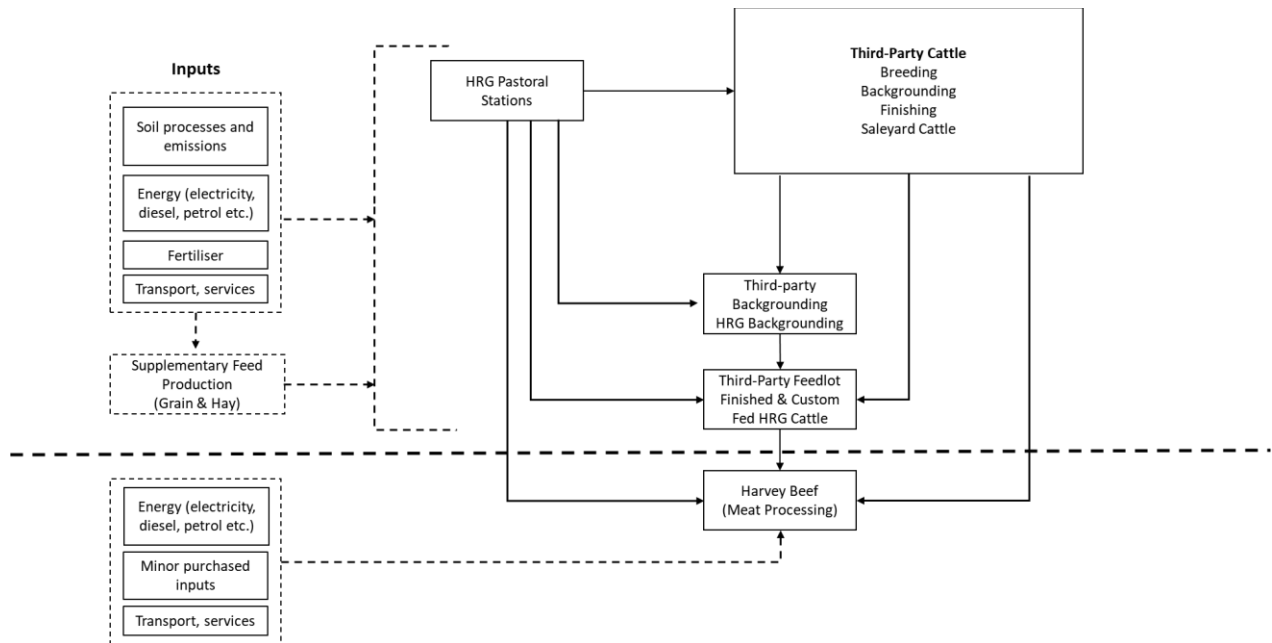 Inputs
Soil processes and
emissions
Energy (electricity,
diesel, petrol etc.)
Fertiliser
Transport, services
Supplementary Feed
Production
(Grain & Hay)
HRG Pastoral
Stations
Third-Party Cattle
Breeding
Backgrounding
Finishing
Saleyard Cattle
Third-party
Backgrounding
HRG Backgrounding
Third-Party Feedlot
Finished & Custom
Fed HRG Cattle
Harvey Beef
(Meat Processing)
Energy (electricity,
diesel, petrol etc.)
Minor purchased
inputs
Transport, services